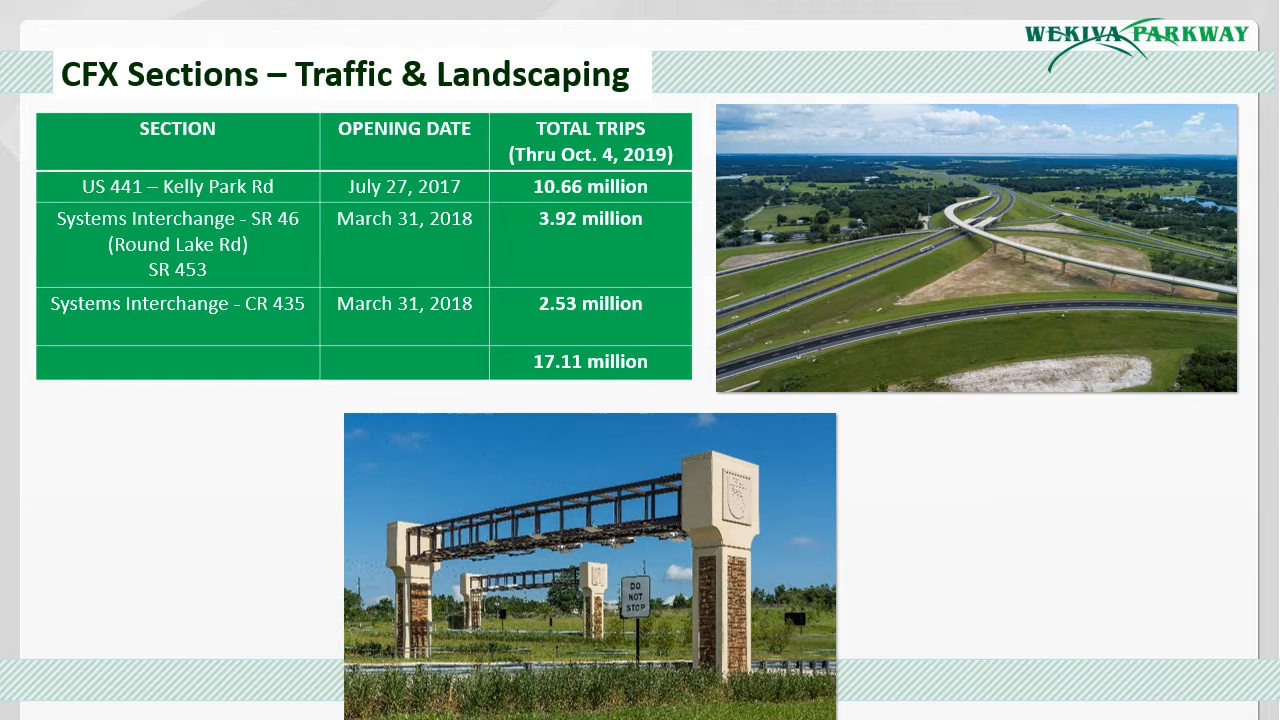 WEKIVA PARKWAY
CFX Sections – Traffic & Landscaping
SECTION
OPENING DATE
TOTAL TRIPS
(Thru Oct. 4, 2019)
US 441 – Kelly Park Rd
July 27, 2017
10.66 million
Systems Interchange - SR 46
(Round Lake Rd)
SR 453
March 31, 2018
3.92 million
Systems Interchange - CR 435
March 31, 2018
2.53 million
17.11 million
DO
NOT
STOP